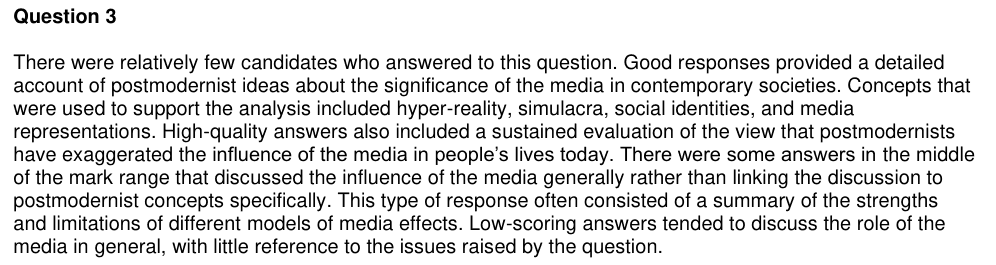 Question 3
There were relatively few candidates who answered to this question. Good responses provided a detailed
account of postmodernist ideas about the significance of the media in contemporary societies. Concepts that
were used to support the analysis included hyper-reality, simulacra, social identities, and media
representations. High-quality answers also included a sustained evaluation of the view that postmodernists
have exaggerated the influence of the media in people’s lives today. There were some answers in the middle
of the mark range that discussed the influence of the media generally rather than linking the discussion to
postmodernist concepts specifically. This type of response often consisted of a summary of the strengths
and limitations of different models of media effects. Low-scoring answers tended to discuss the role of the
media in general, with little reference to the issues raised by the question.